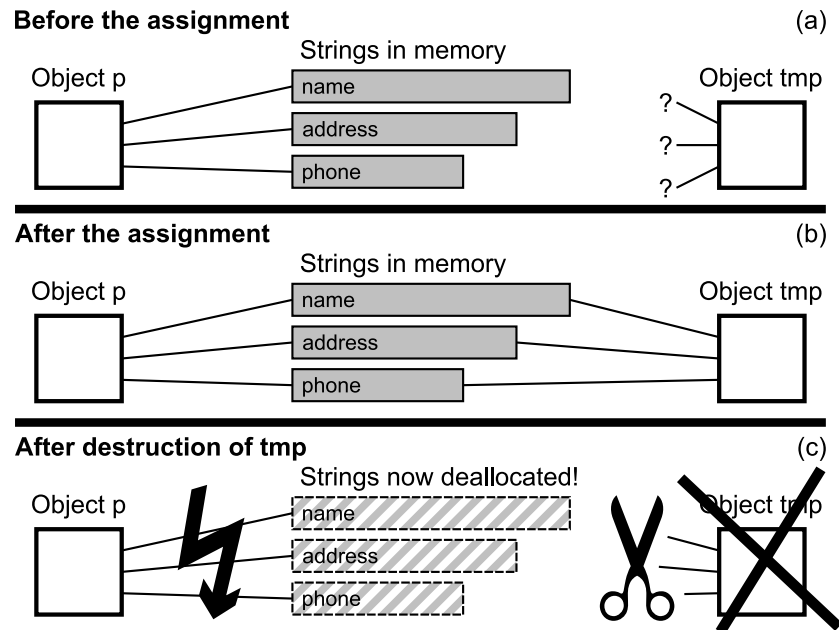 Before the assignment (a)
Strings in memory
Object p Object tmp
name
?
address
?
phone
?
After the assignment (b)
Strings in memory
Object p Object tmp
name
address
phone
After destruction of tmp (c)
Strings now deallocated!
Object p Object tmp
name
address
phone